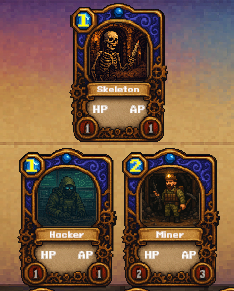 1
Skeleton
HP AP
1 1
1
Hacker
HP AP
1 1
2
Miner
HP AP
2 3